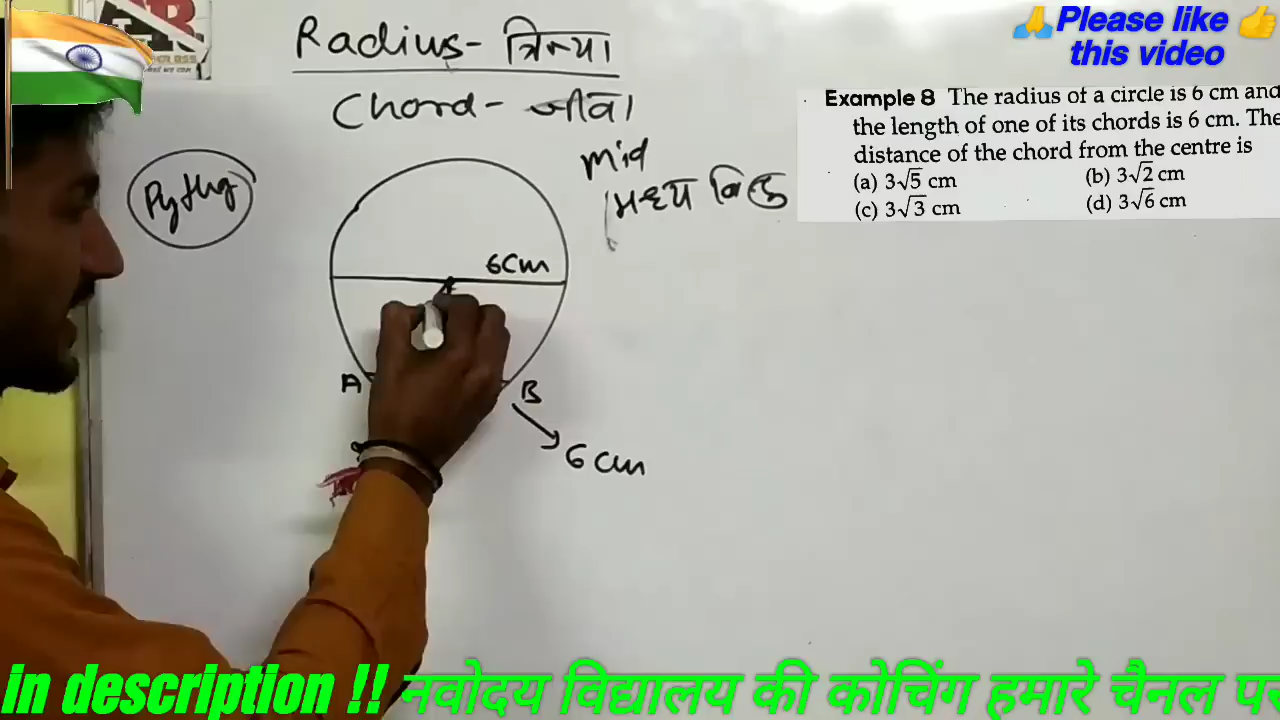 Radius- त्रिज्या
Chord- जीवा
🙏Please like 👍
this video
Example 8 The radius of a circle is 6 cm and
the length of one of its chords is 6 cm. The
distance of the chord from the centre is
(a) 3√5 cm (b) 3√2 cm
(c) 3√3 cm (d) 3√6 cm
mid
मध्य बिन्दु
Pythg
6cm
A B
6cm
in description !! नवोदय विद्यालय की कोचिंग हमारे चैनल पर